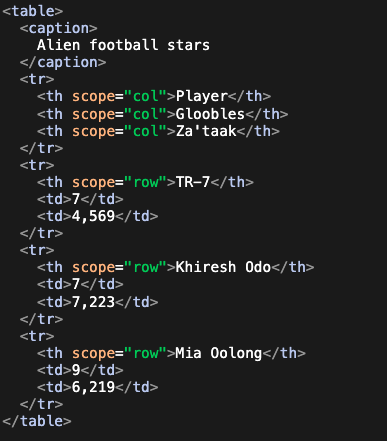 <table>
  <caption>
    Alien football stars
  </caption>
  <tr>
    <th scope="col">Player</th>
    <th scope="col">Gloobles</th>
    <th scope="col">Za'taak</th>
  </tr>
  <tr>
    <th scope="row">TR-7</th>
    <td>7</td>
    <td>4,569</td>
  </tr>
  <tr>
    <th scope="row">Khiresh Odo</th>
    <td>7</td>
    <td>7,223</td>
  </tr>
  <tr>
    <th scope="row">Mia Oolong</th>
    <td>9</td>
    <td>6,219</td>
  </tr>
</table>